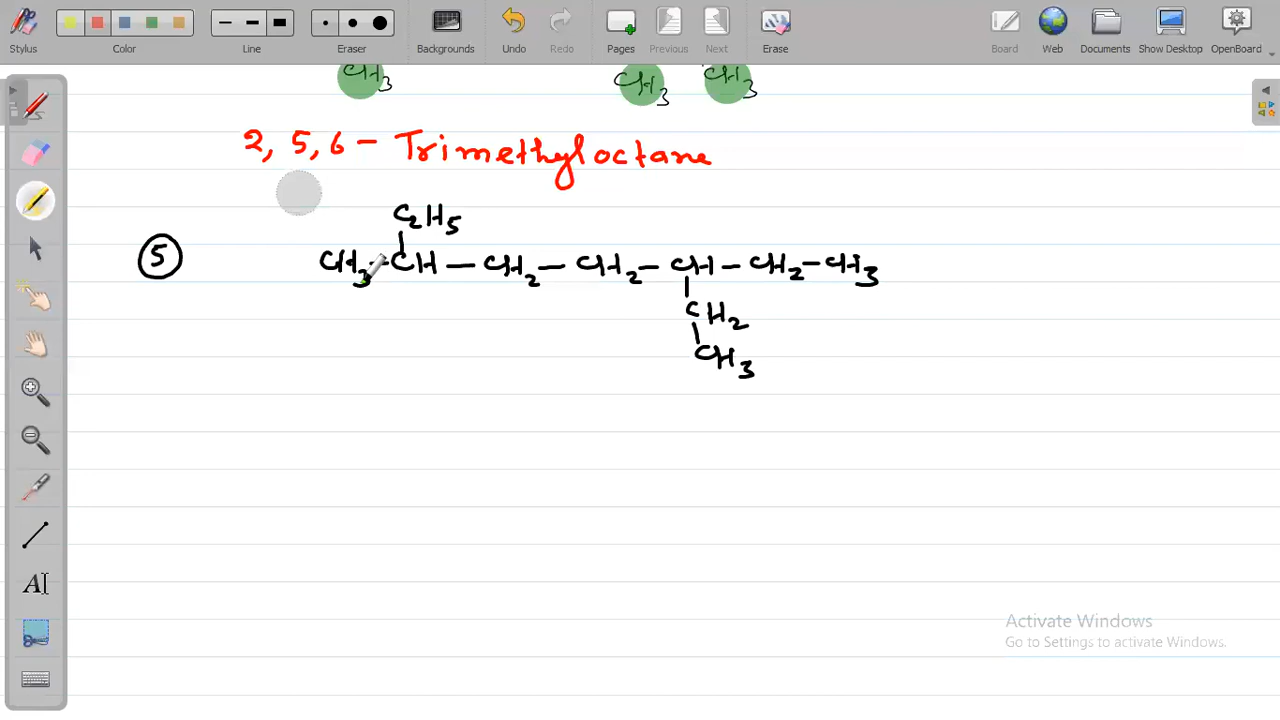 Stylus Color Line Eraser Backgrounds Undo Redo Pages Previous Next Erase Board Web Documents Show Desktop OpenBoard
CH3 CH3 CH3
2, 5, 6 - Trimethyloctane
C2H5
5 CH3 - CH - CH2 - CH2 - CH - CH2 - CH3
CH2
CH3
AI
Activate Windows
Go to Settings to activate Windows.